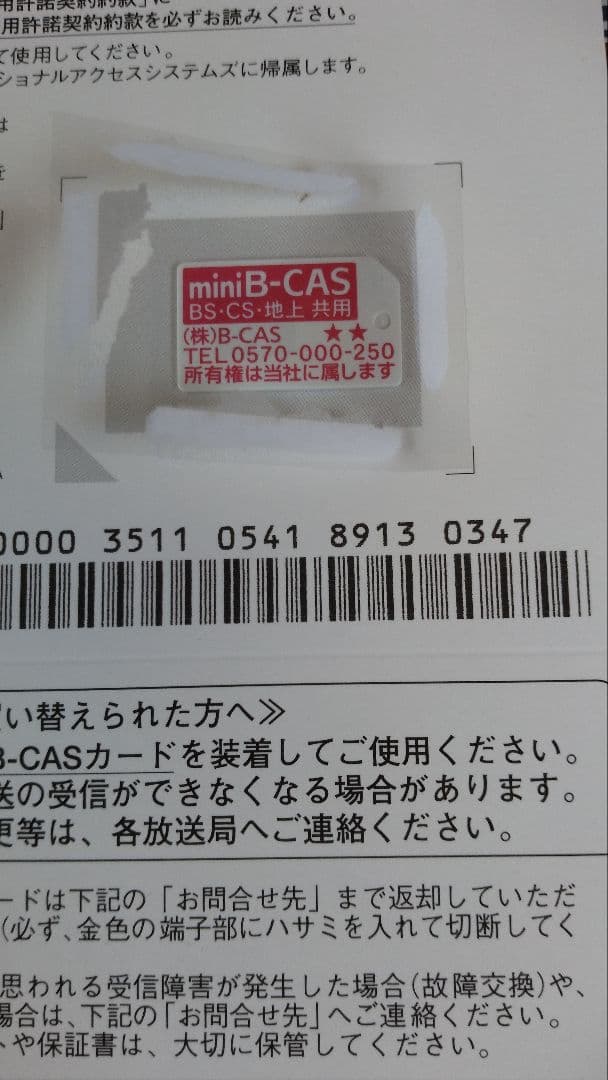 用許諾契約約款」に
用許諾契約約款を必ずお読みください。
て使用してください。
ショナルアクセスシステムズに帰属します。
は
を
miniB-CAS
BS・CS・地上 共用
(株)B-CAS ★★
TEL0570-000-250
所有権は当社に属します
0000 3511 0541 8913 0347
い替えられた方へ≫
B-CASカードを装着してご使用ください。
送の受信ができなくなる場合があります。
更等は、各放送局へご連絡ください。
ードは下記の「お問合せ先」まで返却していただ
(必ず、金色の端子部にハサミを入れて切断してく
思われる受信障害が発生した場合(故障交換)や、
場合は、下記の「お問合せ先」へご連絡ください。
トや保証書は、大切に保管してください。